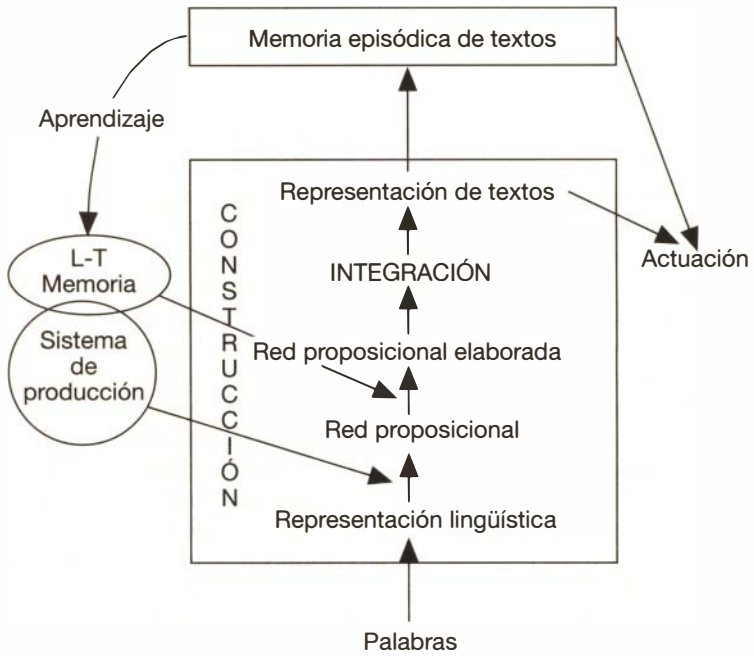 Memoria episódica de textos
Aprendizaje
Representación de textos
CONSTRUCCIÓN
L-T
Memoria
INTEGRACIÓN
Actuación
Sistema
de
producción
Red proposicional elaborada
Red proposicional
Representación lingüística
Palabras